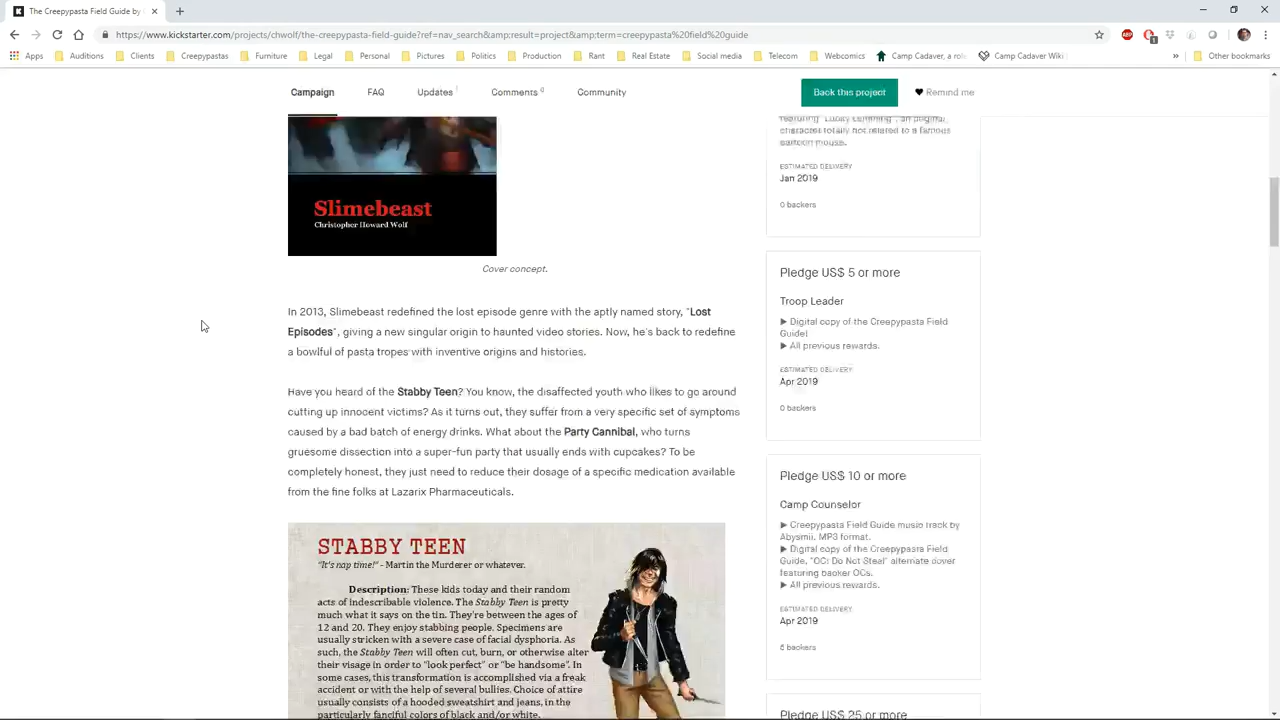 The Creepypasta Field Guide by
https://www.kickstarter.com/projects/chwolf/the-creepypasta-field-guide?ref=nav_search&amp;result=project&amp;term=creepypasta%20field%20guide
Apps Auditions Clients Creepypastas Furniture Legal Personal Pictures Politics Production Rant Real Estate Social media Telecom Webcomics Camp Cadaver, a role Camp Cadaver Wiki » Other bookmarks
Campaign FAQ Updates Comments Community Back this project Remind me
character totally not related to a famous
cartoon mouse.
ESTIMATED DELIVERY
Jan 2019
0 backers
Slimebeast
Christopher Howard Wolf
Cover concept.
In 2013, Slimebeast redefined the lost episode genre with the aptly named story, "Lost
Episodes", giving a new singular origin to haunted video stories. Now, he's back to redefine
a bowlful of pasta tropes with inventive origins and histories.
Have you heard of the Stabby Teen? You know, the disaffected youth who likes to go around
cutting up innocent victims? As it turns out, they suffer from a very specific set of symptoms
caused by a bad batch of energy drinks. What about the Party Cannibal, who turns
gruesome dissection into a super-fun party that usually ends with cupcakes? To be
completely honest, they just need to reduce their dosage of a specific medication available
from the fine folks at Lazarix Pharmaceuticals.
STABBY TEEN
"It's nap time!" - Martin the Murderer or whatever.
Description: These kids today and their random
acts of indescribable violence. The Stabby Teen is pretty
much what it says on the tin. They're between the ages of
12 and 20. They enjoy stabbing people. Specimens are
usually stricken with a severe case of facial dysphoria. As
such, the Stabby Teen will often cut, burn, or otherwise alter
their visage in order to "look perfect" or "be handsome". In
some cases, this transformation is accomplished via a freak
accident or with the help of several bullies. Choice of attire
usually consists of a hooded sweatshirt and jeans, in the
particularly fanciful colors of black and/or white.
Pledge US$ 5 or more
Troop Leader
► Digital copy of the Creepypasta Field
Guide!
► All previous rewards.
ESTIMATED DELIVERY
Apr 2019
0 backers
Pledge US$ 10 or more
Camp Counselor
► Creepypasta Field Guide music track by
Abysmii. MP3 format.
► Digital copy of the Creepypasta Field
Guide, "OC: Do Not Steal" alternate cover
featuring backer OCs.
► All previous rewards.
ESTIMATED DELIVERY
Apr 2019
backers
Pledge US$ 25 or more